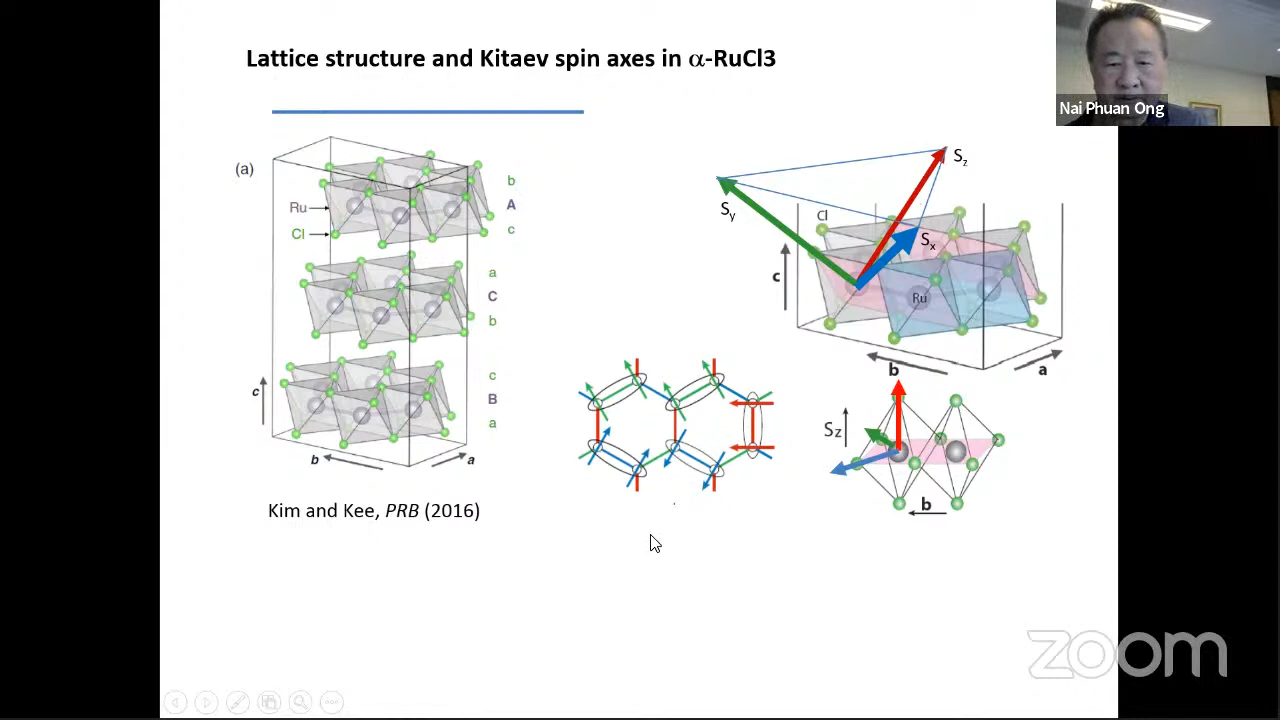 Lattice structure and Kitaev spin axes in α-RuCl3
Nai Phuan Ong
(a)
Ru
Cl
b
A
c
a
C
b
c
B
a
c
b
a
Kim and Kee, PRB (2016)
Sz
Sy
Sx
Cl
Ru
c
b
a
Sz
b
zoom